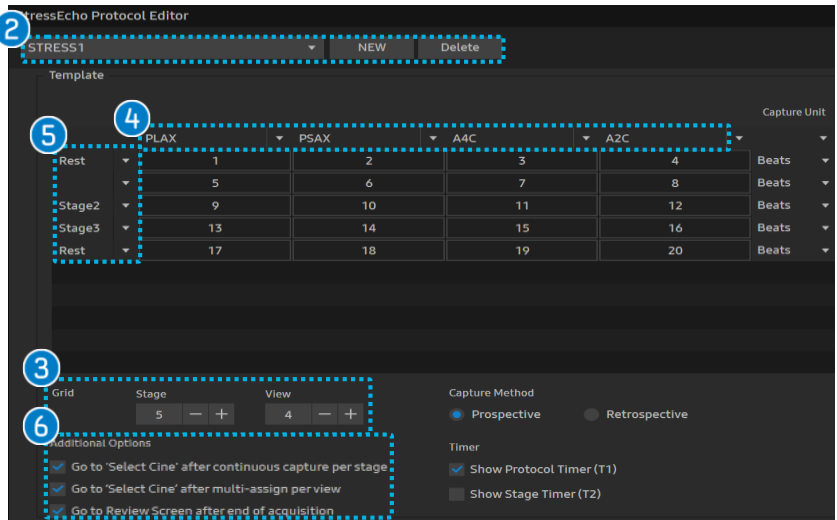 tressEcho Protocol Editor
2
STRESS1 NEW Delete
Template
4
Capture Unit
5
PLAX PSAX A4C A2C
Rest 1 2 3 4 Beats
5 6 7 8 Beats
Stage2 9 10 11 12 Beats
Stage3 13 14 15 16 Beats
Rest 17 18 19 20 Beats
3
Grid Stage View Capture Method
5 − + 4 − + Prospective Retrospective
6
Additional Options Timer
Go to 'Select Cine' after continuous capture per stage Show Protocol Timer (T1)
Go to 'Select Cine' after multi-assign per view Show Stage Timer (T2)
Go to Review Screen after end of acquisition